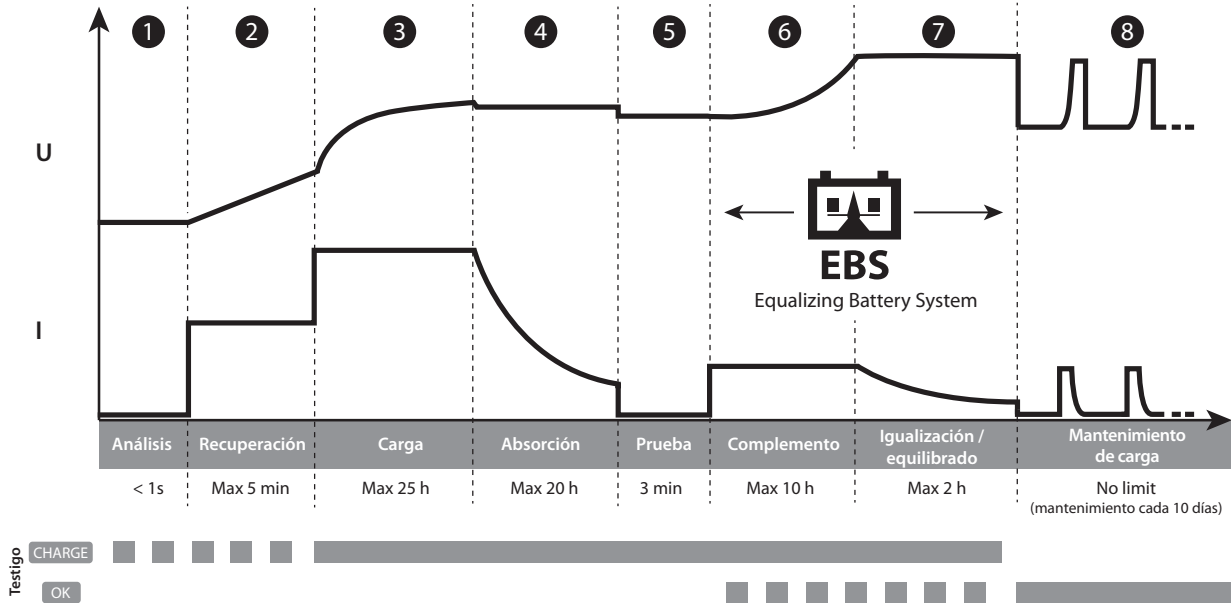 1 2 3 4 5 6 7 8
U
EBS
Equalizing Battery System
I
Análisis Recuperación Carga Absorción Prueba Complemento Igualización / equilibrado Mantenimiento de carga
< 1s Max 5 min Max 25 h Max 20 h 3 min Max 10 h Max 2 h No limit
(mantenimiento cada 10 días)
Testigo
CHARGE
OK